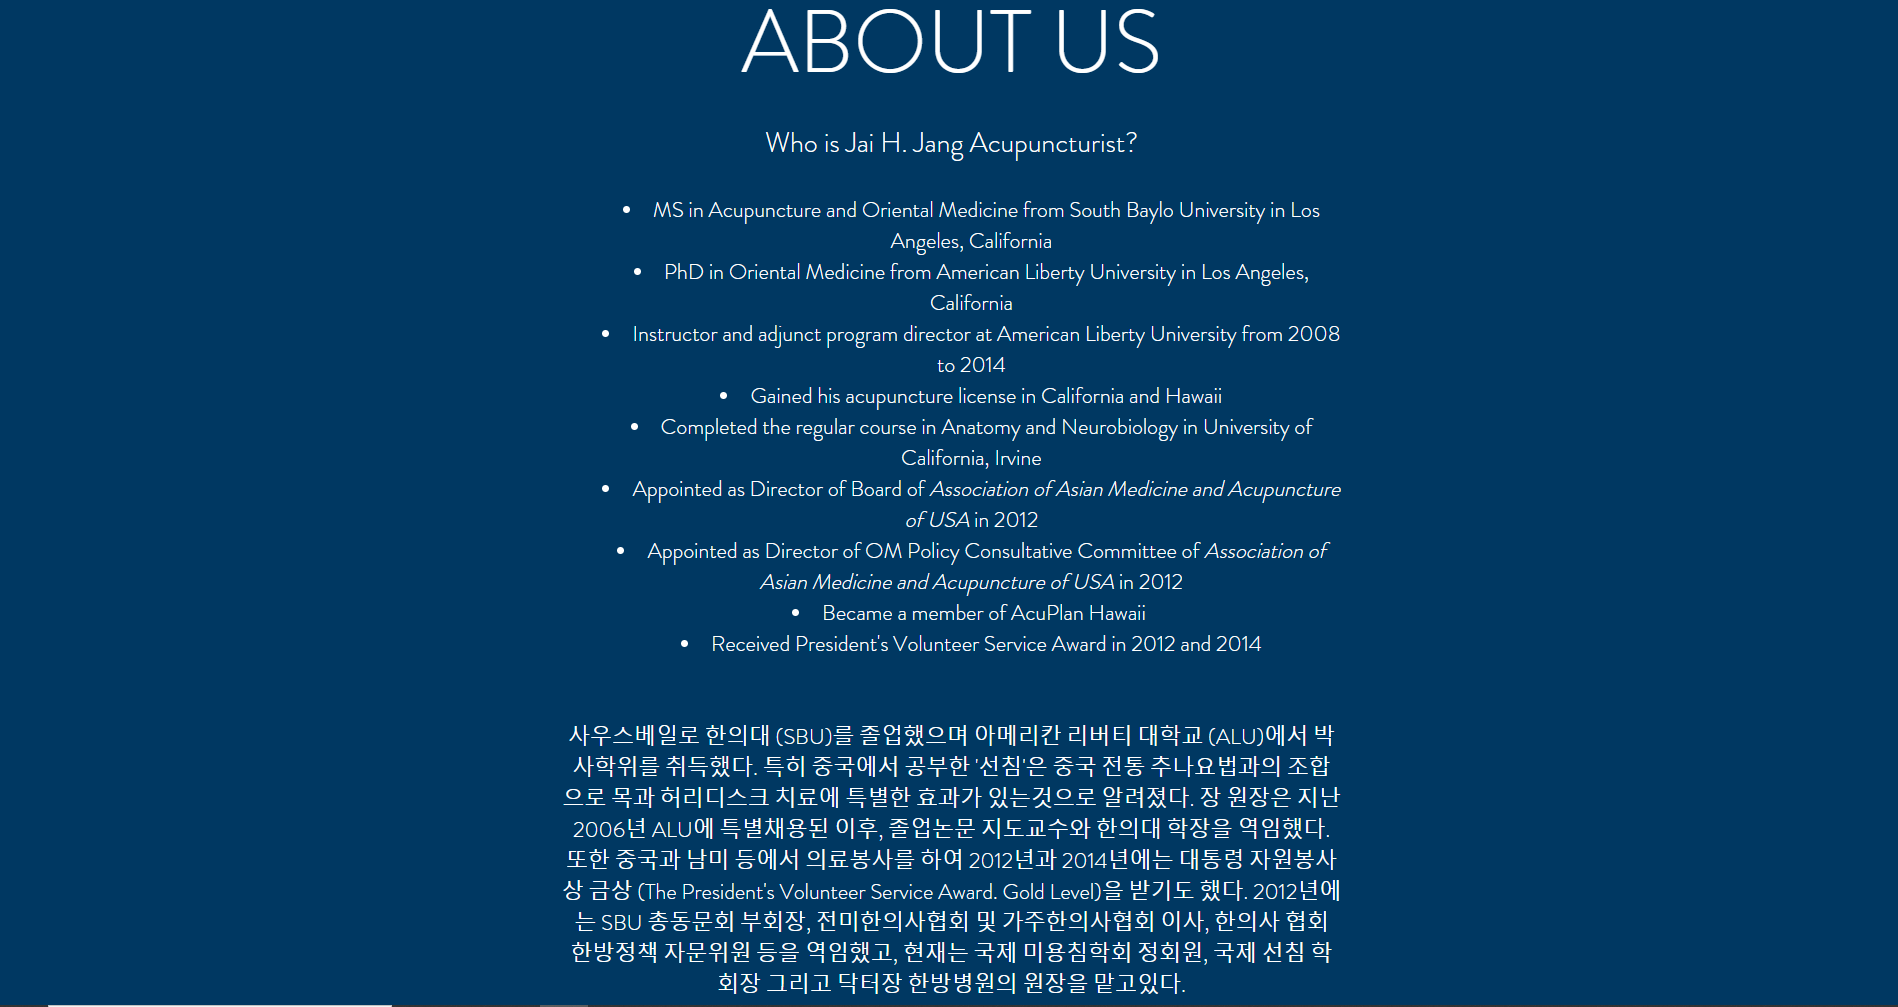 ABOUT US
Who is Jai H. Jang Acupuncturist?
• MS in Acupuncture and Oriental Medicine from South Baylo University in Los
Angeles, California
• PhD in Oriental Medicine from American Liberty University in Los Angeles,
California
• Instructor and adjunct program director at American Liberty University from 2008
to 2014
• Gained his acupuncture license in California and Hawaii
• Completed the regular course in Anatomy and Neurobiology in University of
California, Irvine
• Appointed as Director of Board of Association of Asian Medicine and Acupuncture
of USA in 2012
• Appointed as Director of OM Policy Consultative Committee of Association of
Asian Medicine and Acupuncture of USA in 2012
• Became a member of AcuPlan Hawaii
• Received President's Volunteer Service Award in 2012 and 2014
사우스베일로 한의대 (SBU)를 졸업했으며 아메리칸 리버티 대학교 (ALU)에서 박
사학위를 취득했다. 특히 중국에서 공부한 '선침'은 중국 전통 추나요법과의 조합
으로 목과 허리디스크 치료에 특별한 효과가 있는것으로 알려졌다. 장 원장은 지난
2006년 ALU에 특별채용된 이후, 졸업논문 지도교수와 한의대 학장을 역임했다.
또한 중국과 남미 등에서 의료봉사를 하여 2012년과 2014년에는 대통령 자원봉사
상 금상 (The President's Volunteer Service Award. Gold Level)을 받기도 했다. 2012년에
는 SBU 총동문회 부회장, 전미한의사협회 및 가주한의사협회 이사, 한의사 협회
한방정책 자문위원 등을 역임했고, 현재는 국제 미용침학회 정회원, 국제 선침 학
회장 그리고 닥터장 한방병원의 원장을 맡고있다.